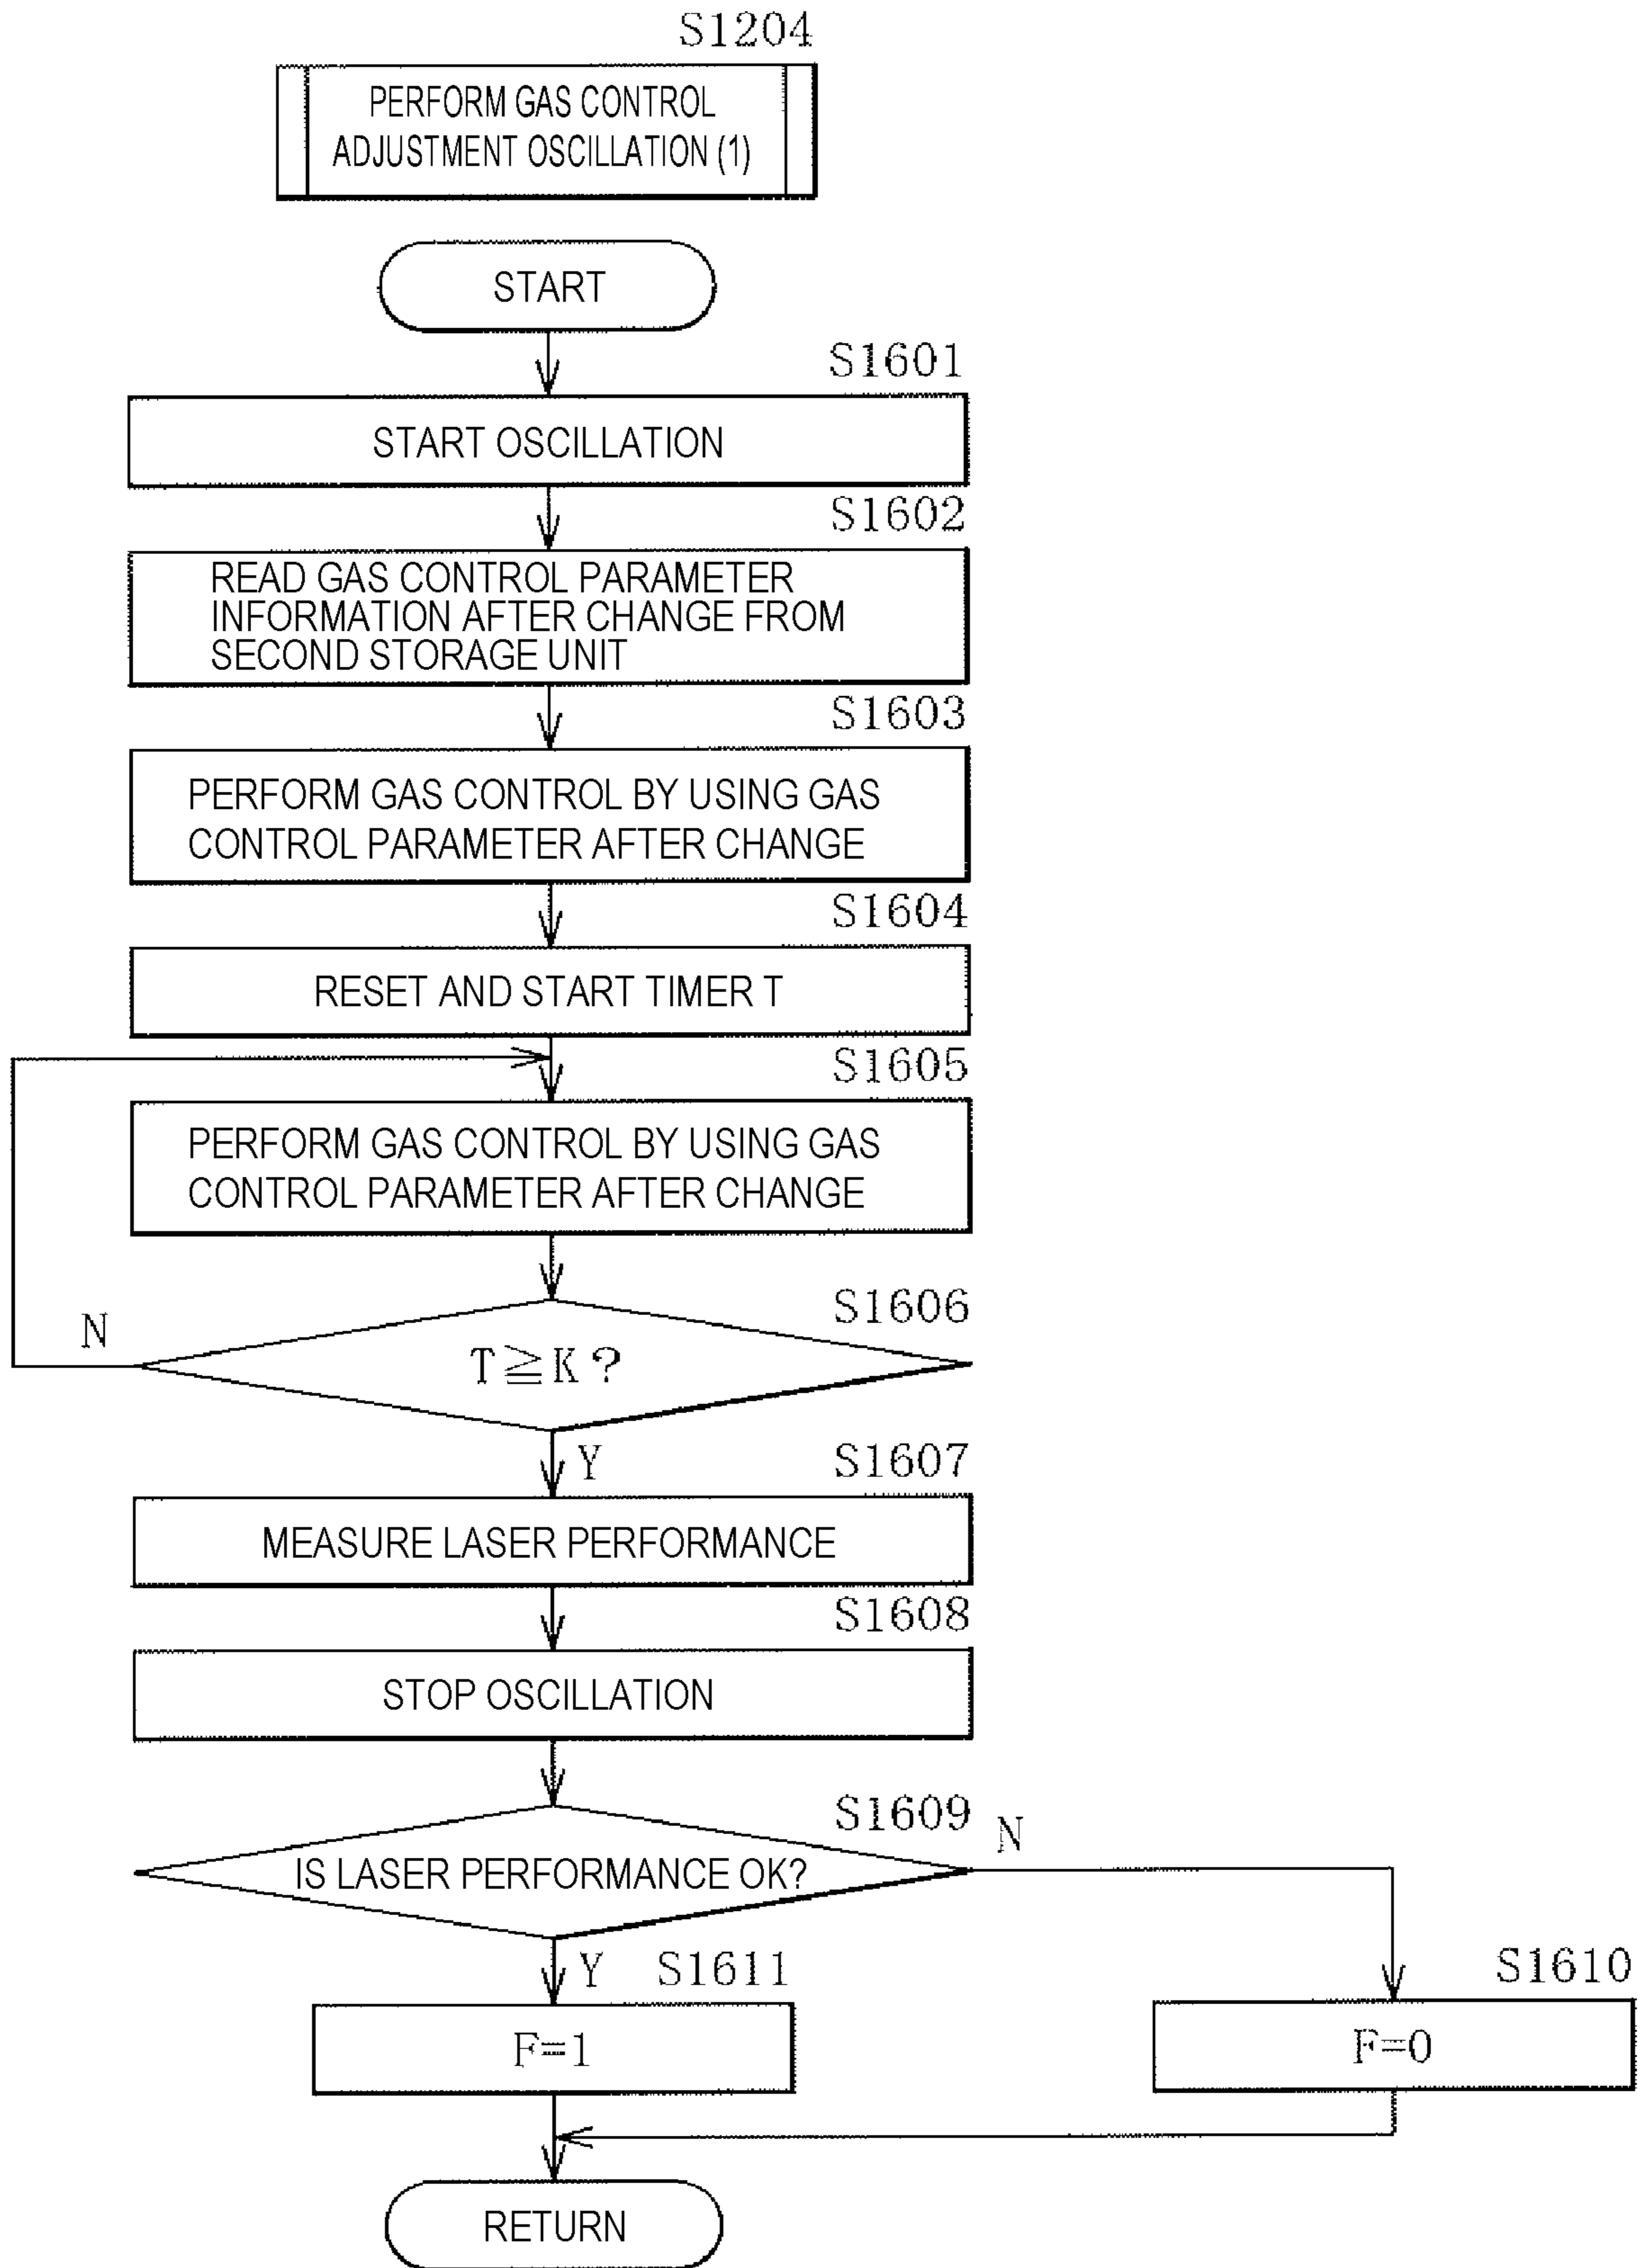 S1204
PERFORM GAS CONTROL
ADJUSTMENT OSCILLATION (1)
START
S1601
START OSCILLATION
S1602
READ GAS CONTROL PARAMETER
INFORMATION AFTER CHANGE FROM
SECOND STORAGE UNIT
S1603
PERFORM GAS CONTROL BY USING GAS
CONTROL PARAMETER AFTER CHANGE
S1604
RESET AND START TIMER T
S1605
PERFORM GAS CONTROL BY USING GAS
CONTROL PARAMETER AFTER CHANGE
S1606
N
T≧K?
Y
S1607
MEASURE LASER PERFORMANCE
S1608
STOP OSCILLATION
S1609
N
IS LASER PERFORMANCE OK?
Y
S1611
S1610
F=1
F=0
RETURN